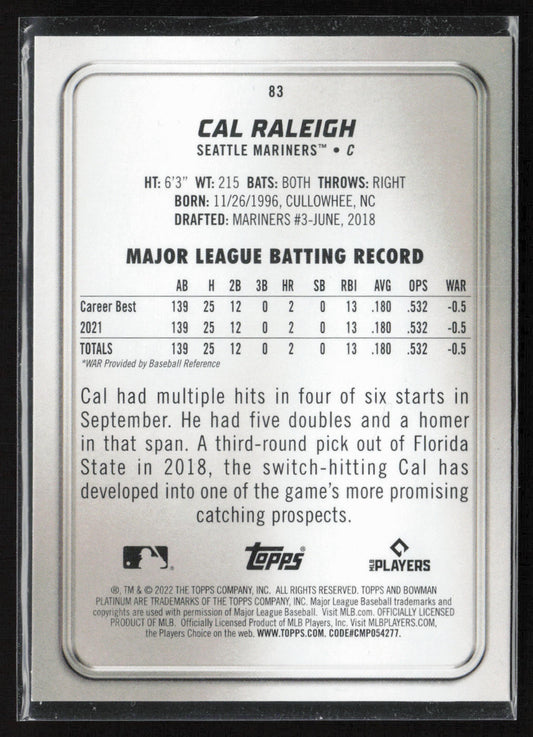 83
CAL RALEIGH
SEATTLE MARINERS™ • C
HT: 6'3" WT: 215 BATS: BOTH THROWS: RIGHT
BORN: 11/26/1996, CULLOWHEE, NC
DRAFTED: MARINERS #3-JUNE, 2018
MAJOR LEAGUE BATTING RECORD
AB H 2B 3B HR SB RBI AVG OPS WAR
Career Best 139 25 12 0 2 0 13 .180 .532 -0.5
2021 139 25 12 0 2 0 13 .180 .532 -0.5
TOTALS 139 25 12 0 2 0 13 .180 .532 -0.5
*WAR Provided by Baseball Reference
Cal had multiple hits in four of six starts in
September. He had five doubles and a homer
in that span. A third-round pick out of Florida
State in 2018, the switch-hitting Cal has
developed into one of the game's more promising
catching prospects.
® topps® MLB PLAYERS
®, TM & © 2022 THE TOPPS COMPANY, INC. ALL RIGHTS RESERVED. TOPPS AND BOWMAN
PLATINUM ARE TRADEMARKS OF THE TOPPS COMPANY, INC. Major League Baseball trademarks and
copyrights are used with permission of Major League Baseball. Visit MLB.com. OFFICIALLY LICENSED
PRODUCT OF MLB. Officially Licensed Product of MLB Players, Inc. Visit MLBPLAYERS.COM,
the Players Choice on the web. WWW.TOPPS.COM. CODE#CMP054277.